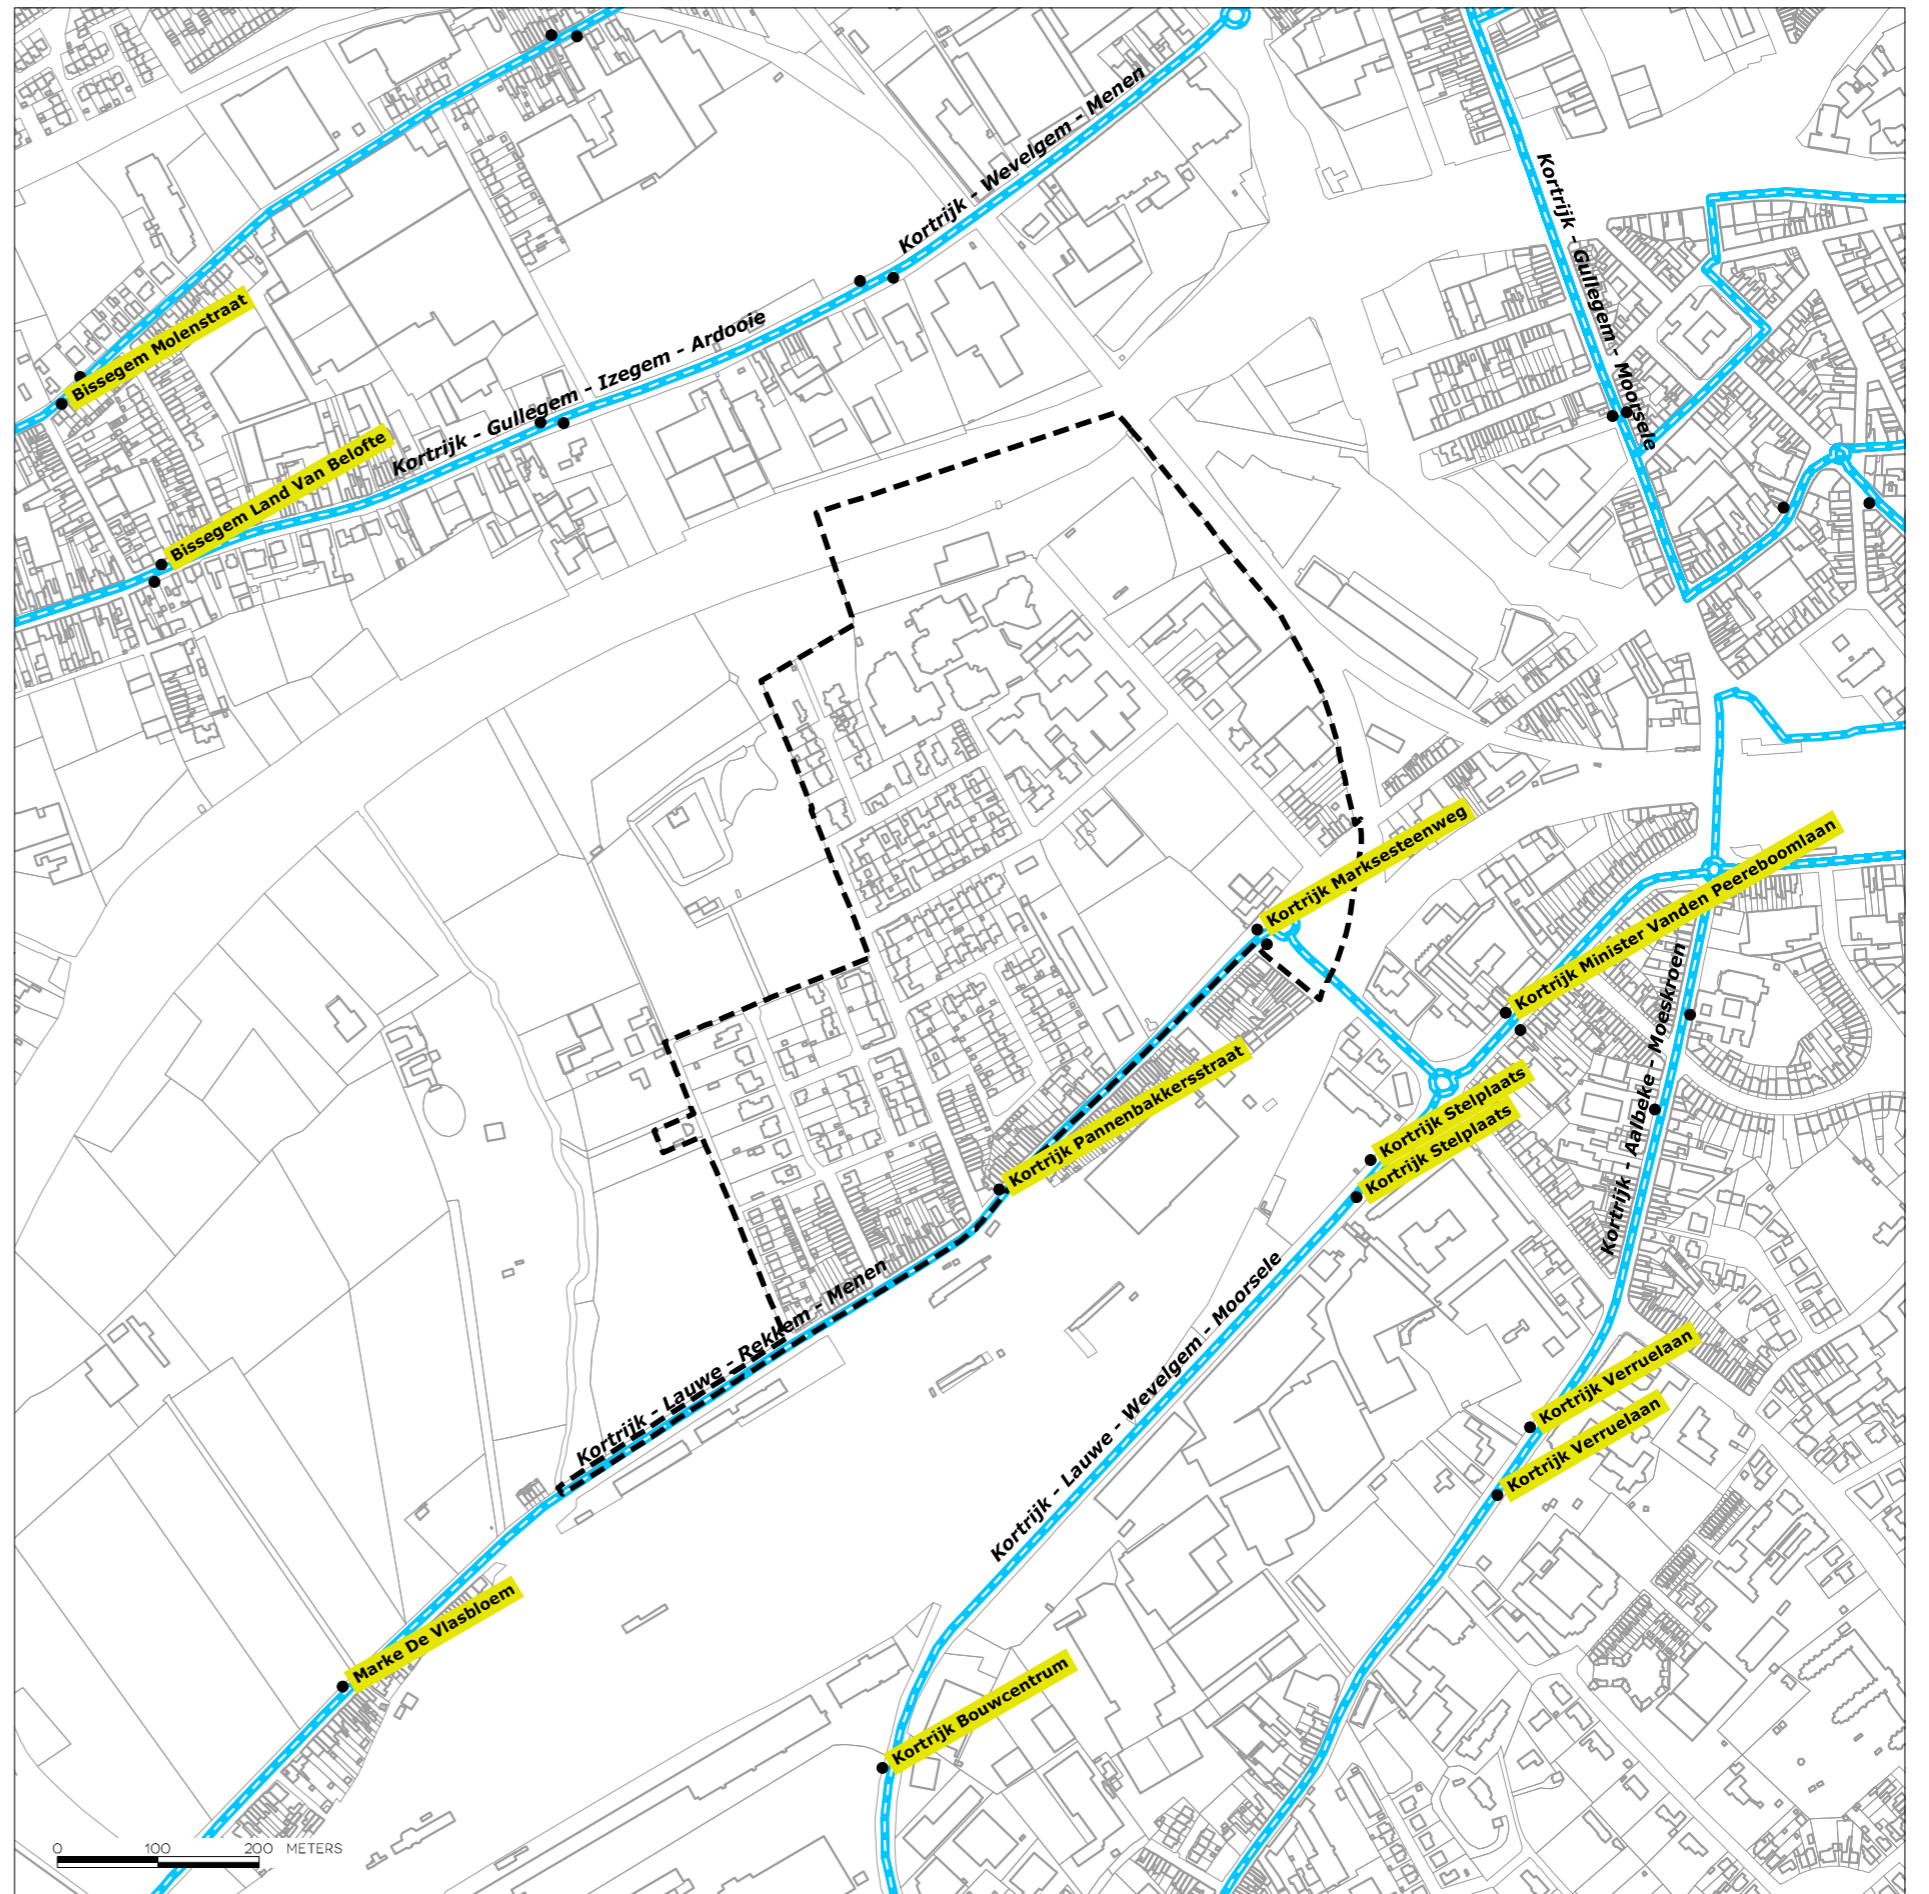 Kortrijk - Wevelgem - Menen
Kortrijk - Gullegem - Moorsele
Bissegem Molenstraat
Kortrijk - Gullegem - Izegem - Ardooie
Bissegem Land Van Belofte
Kortrijk Marksesteenweg
Kortrijk Minister Vanden Peereboomlaan
Kortrijk - Aalbeke - Moeskroen
Kortrijk Pannenbakkersstraat
Kortrijk Stelplaats
Kortrijk Stelplaats
Kortrijk - Lauwe - Rekkem - Menen
Kortrijk - Lauwe - Wevelgem - Moorsele
Kortrijk Verruelaan
Kortrijk Verruelaan
Marke De Vlasbloem
Kortrijk Bouwcentrum
0 100 200 METERS